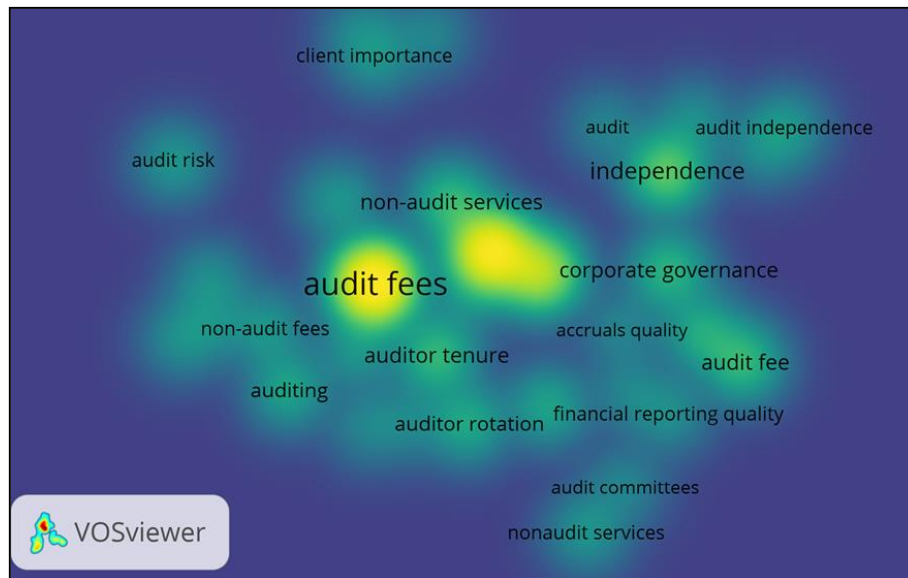 client importance
audit
audit independence
audit risk
independence
non-audit services
corporate governance
audit fees
non-audit fees
accruals quality
auditor tenure
audit fee
auditing
financial reporting quality
auditor rotation
audit committees
nonaudit services
VOSviewer